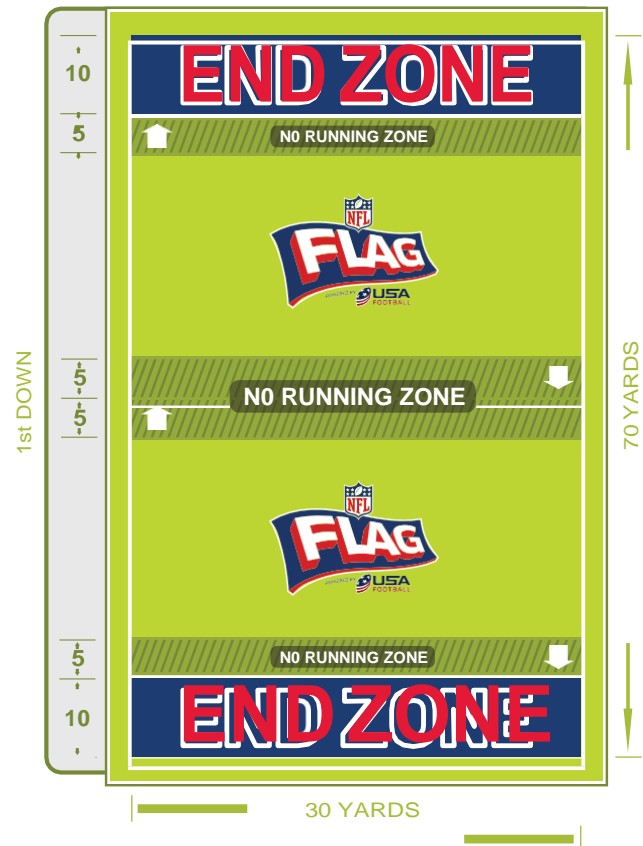 END ZONE
10
N0 RUNNING ZONE
5
NFL
FLAG
USA
FOOTBALL
1st DOWN
70 YARDS
5
N0 RUNNING ZONE
5
NFL
FLAG
USA
FOOTBALL
N0 RUNNING ZONE
5
END ZONE
10
30 YARDS